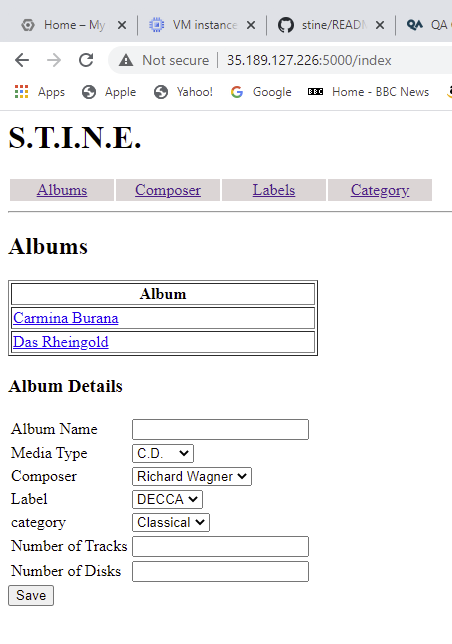 Home – My
VM instance
stine/READM
QA
Not secure 35.189.127.226:5000/index
Apps Apple Yahoo! Google BBC Home - BBC News
S.T.I.N.E.
Albums Composer Labels Category
Albums
Album
Carmina Burana
Das Rheingold
Album Details
Album Name
Media Type C.D.
Composer Richard Wagner
Label DECCA
category Classical
Number of Tracks
Number of Disks
Save